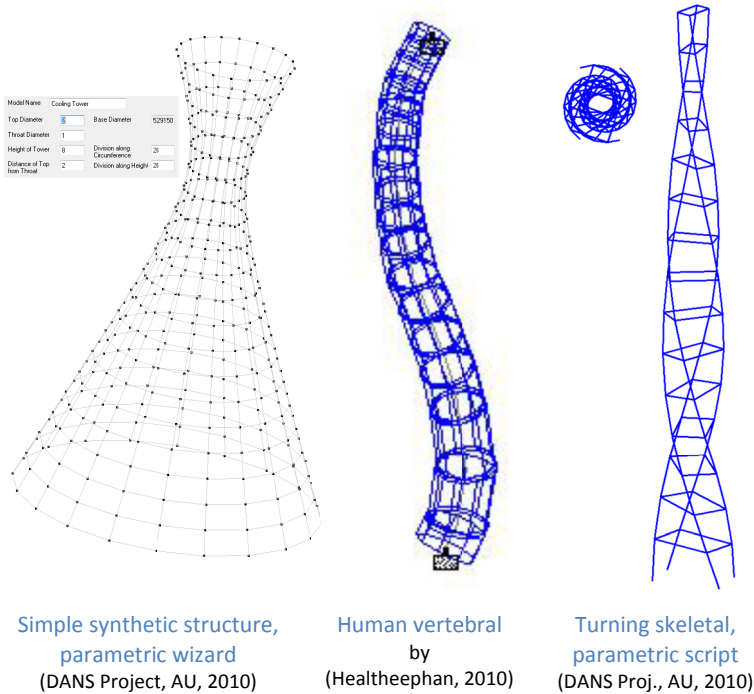 Model Name Cooling Tower
Top Diameter 2 Base Diameter 529150
Throat Diameter 1
Height of Tower 8 Division along Circumference
Distance of Top from Throat 2 Division along Height
Simple synthetic structure,
parametric wizard
(DANS Project, AU, 2010)
Human vertebral
by
(Healtheephan, 2010)
Turning skeletal,
parametric script
(DANS Proj., AU, 2010)